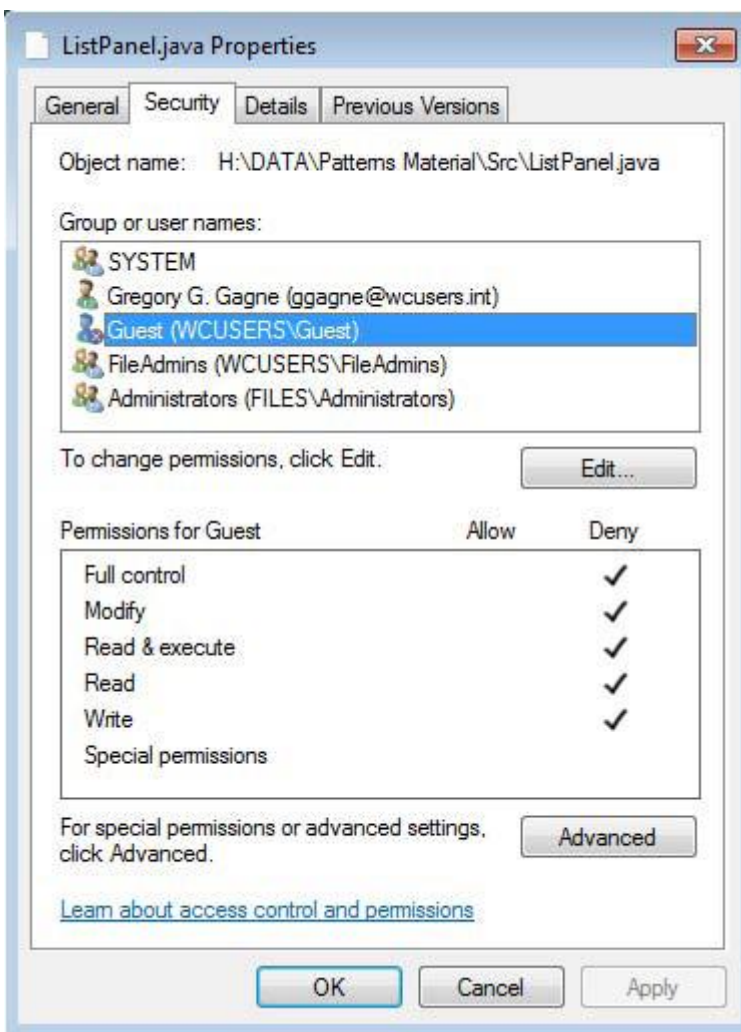 ListPanel.java Properties
General Security Details Previous Versions
Object name: H:\DATA\Patterns Material\Src\ListPanel.java
Group or user names:
SYSTEM
Gregory G. Gagne (ggagne@wcusers.int)
Guest (WCUSERS\Guest)
FileAdmins (WCUSERS\FileAdmins)
Administrators (FILES\Administrators)
To change permissions, click Edit.
Edit...
Permissions for Guest Allow Deny
Full control
Modify
Read & execute
Read
Write
Special permissions
For special permissions or advanced settings,
click Advanced.
Advanced
Learn about access control and permissions
OK Cancel Apply